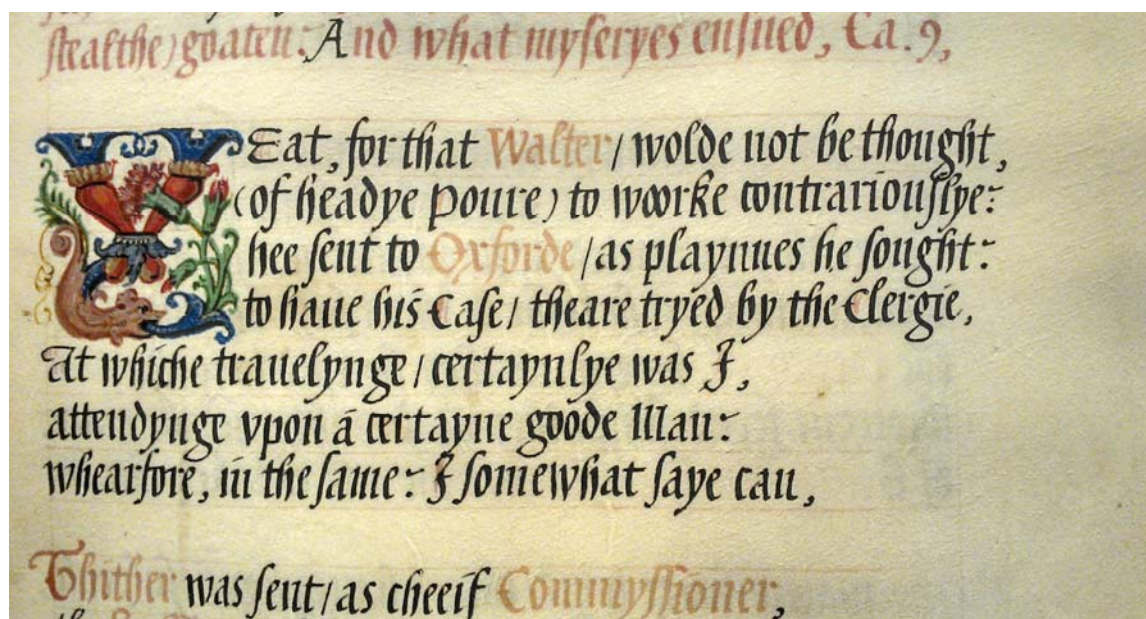 stealthe) goaten: And what myseryes ensued, Ca. 9,
YEat, for that Walter / wolde not be thought,
(of headye poure) to woorke contrariouslye:
hee sent to Oxforde / as playnnes he sought:
to haue his Case / theare tryed by the Clergie,
At whiche trauelynge / certaynlye was I,
attendynge vpon a certayne goode Man:
whearfore, in the same: I somewhat saye can,
Thither was sent / as cheeif Commyssioner,